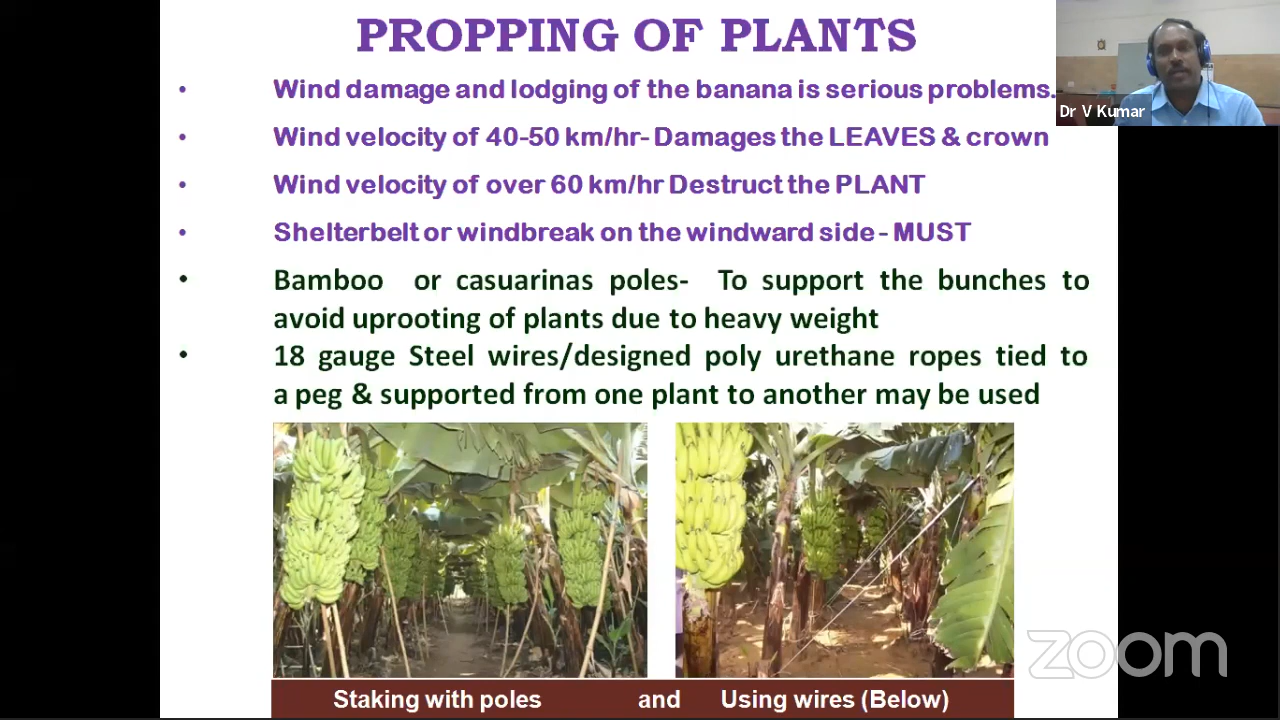 PROPPING OF PLANTS
• Wind damage and lodging of the banana is serious problems.
• Wind velocity of 40-50 km/hr- Damages the LEAVES & crown
• Wind velocity of over 60 km/hr Destruct the PLANT
• Shelterbelt or windbreak on the windward side - MUST
• Bamboo or casuarinas poles- To support the bunches to
avoid uprooting of plants due to heavy weight
• 18 gauge Steel wires/designed poly urethane ropes tied to
a peg & supported from one plant to another may be used
Staking with poles and Using wires (Below)
Dr V Kumar
zoom